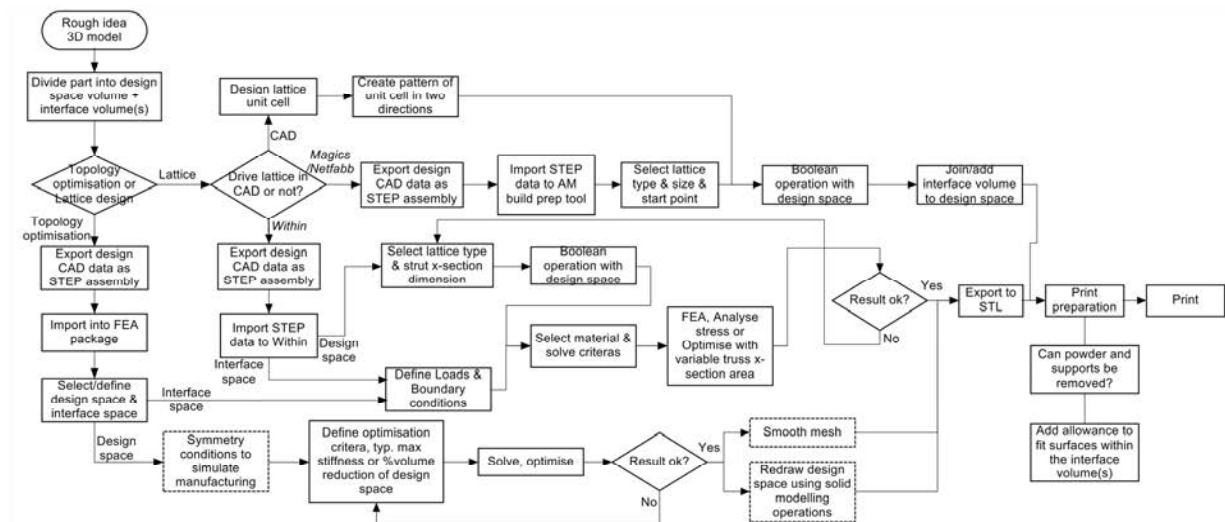 Rough idea
3D model
Divide part into design
space volume +
interface volume(s)
Topology
optimisation or
Lattice design
Lattice
Topology
optimisation
Drive lattice in
CAD or not?
CAD
Design lattice
unit cell
Create pattern of
unit cell in two
directions
Magics
/Netfabb
Export design
CAD data as
STEP assembly
Import STEP
data to AM
build prep tool
Select lattice
type & size &
start point
Boolean
operation with
design space
Join/add
interface volume
to design space
Within
Export design
CAD data as
STEP assembly
Export design
CAD data as
STEP assembly
Select lattice type
& strut x-section
dimension
Boolean
operation with
design space
Import into FEA
package
Import STEP
data to Within
Design
space
Interface
space
Select material &
solve criteras
FEA, Analyse
stress or
Optimise with
variable truss x-
section area
Result ok?
Yes
No
Export to
STL
Print
preparation
Print
Select/define
design space &
interface space
Interface
space
Define Loads &
Boundary
conditions
Can powder and
supports be
removed?
Design
space
Symmetry
conditions to
simulate
manufacturing
Define optimisation
critera, typ. max
stiffness or %volume
reduction of design
space
Solve, optimise
Result ok?
Yes
No
Smooth mesh
Redraw design
space using solid
modelling
operations
Add allowance to
fit surfaces within
the interface
volume(s)